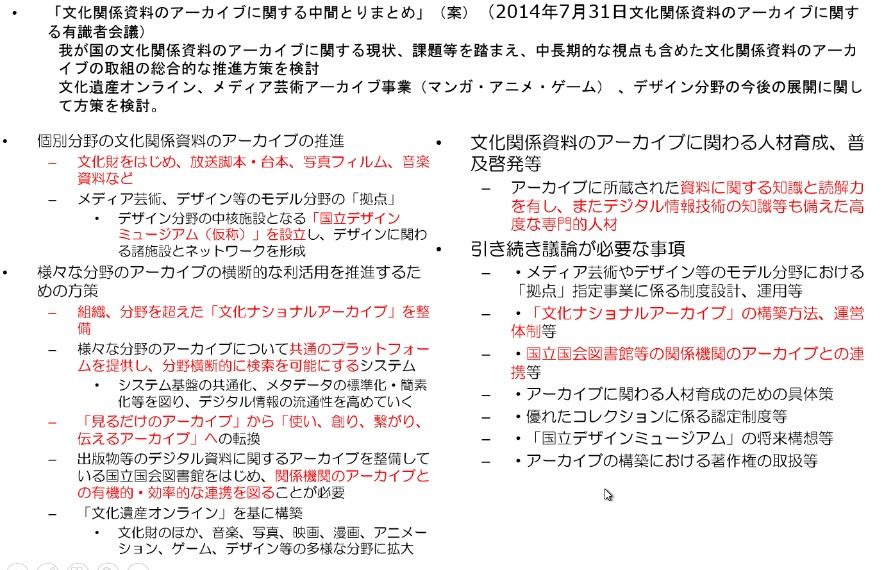 • 「文化関係資料のアーカイブに関する中間とりまとめ」（案）（2014年7月31日文化関係資料のアーカイブに関す
る有識者会議）
我が国の文化関係資料のアーカイブに関する現状、課題等を踏まえ、中長期的な視点も含めた文化関係資料のアーカ
イブの取組の総合的な推進方策を検討
文化遺産オンライン、メディア芸術アーカイブ事業（マンガ・アニメ・ゲーム）、デザイン分野の今後の展開に関し
て方策を検討。
• 個別分野の文化関係資料のアーカイブの推進
– 文化財をはじめ、放送脚本・台本、写真フィルム、音楽
資料など
– メディア芸術、デザイン等のモデル分野の「拠点」
• デザイン分野の中核施設となる「国立デザイン
ミュージアム（仮称）」を設立し、デザインに関わ
る諸施設とネットワークを形成
• 様々な分野のアーカイブの横断的な利活用を推進するた
めの方策
– 組織、分野を超えた「文化ナショナルアーカイブ」を整
備
– 様々な分野のアーカイブについて共通のプラットフォー
ムを提供し、分野横断的に検索を可能にするシステム
• システム基盤の共通化、メタデータの標準化・簡素
化等を図り、デジタル情報の流通性を高めていく
– 「見るだけのアーカイブ」から「使い、創り、繋がり、
伝えるアーカイブ」への転換
– 出版物等のデジタル資料に関するアーカイブを整備して
いる国立国会図書館をはじめ、関係機関のアーカイブと
の有機的・効率的な連携を図ることが必要
– 「文化遺産オンライン」を基に構築
• 文化財のほか、音楽、写真、映画、漫画、アニメー
ション、ゲーム、デザイン等の多様な分野に拡大
• 文化関係資料のアーカイブに関わる人材育成、普
及啓発等
– アーカイブに所蔵された資料に関する知識と読解力
を有し、またデジタル情報技術の知識等も備えた高
度な専門的人材
• 引き続き議論が必要な事項
– ・メディア芸術やデザイン等のモデル分野における
「拠点」指定事業に係る制度設計、運用等
– ・「文化ナショナルアーカイブ」の構築方法、運営
体制等
– ・国立国会図書館等の関係機関のアーカイブとの連
携等
– ・アーカイブに関わる人材育成のための具体策
– ・優れたコレクションに係る認定制度等
– ・「国立デザインミュージアム」の将来構想等
– ・アーカイブの構築における著作権の取扱等